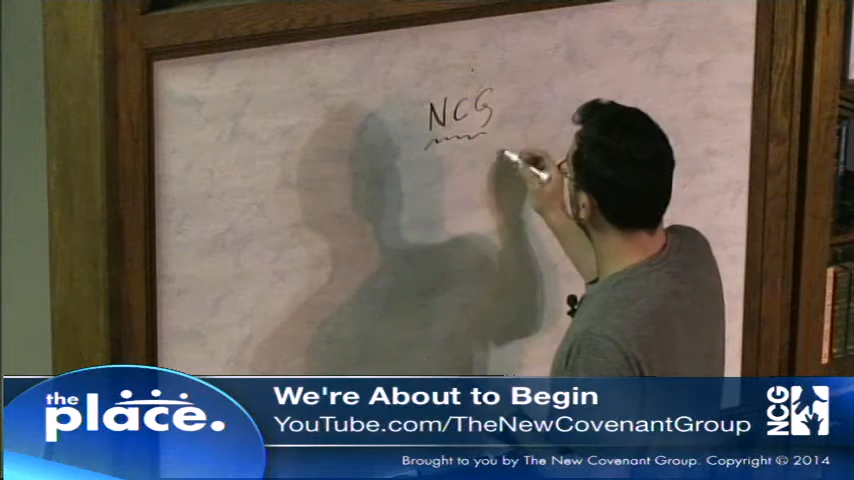 NCG
the
place.
We're About to Begin
YouTube.com/TheNewCovenantGroup
NCG
Brought to you by The New Covenant Group. Copyright © 2014